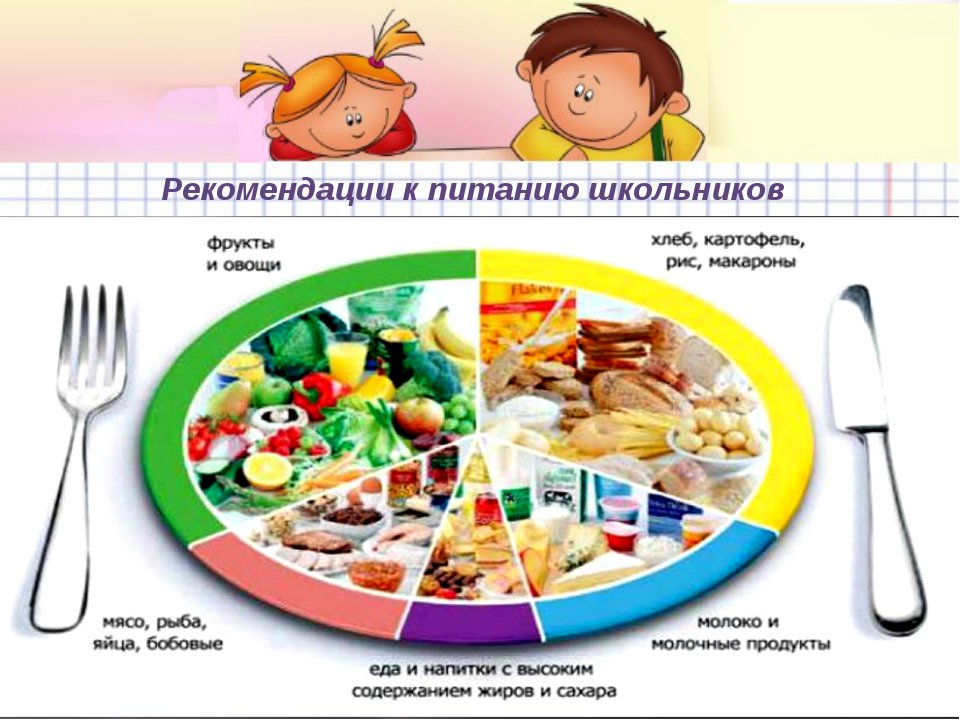 Рекомендации к питанию школьников
фрукты
и овощи
хлеб, картофель,
рис, макароны
Flakes
мясо, рыба,
яйца, бобовые
молоко и
молочные продукты
еда и напитки с высоким
содержанием жиров и сахара